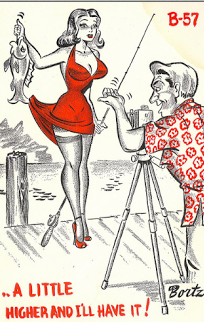 B-57
..A LITTLE
HIGHER AND I'LL HAVE IT!
Bortz